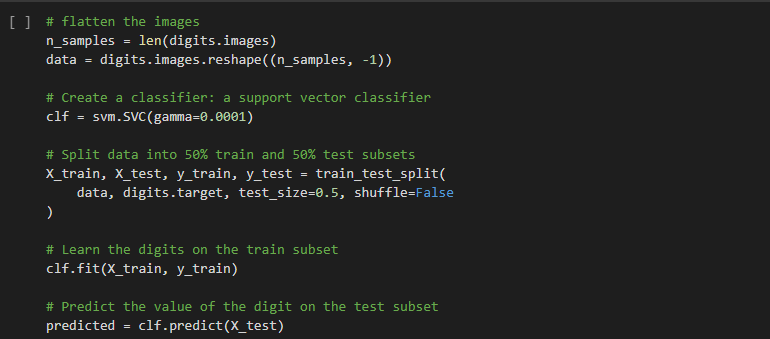 [ ] # flatten the images
n_samples = len(digits.images)
data = digits.images.reshape((n_samples, -1))
# Create a classifier: a support vector classifier
clf = svm.SVC(gamma=0.0001)
# Split data into 50% train and 50% test subsets
X_train, X_test, y_train, y_test = train_test_split(
    data, digits.target, test_size=0.5, shuffle=False
)
# Learn the digits on the train subset
clf.fit(X_train, y_train)
# Predict the value of the digit on the test subset
predicted = clf.predict(X_test)